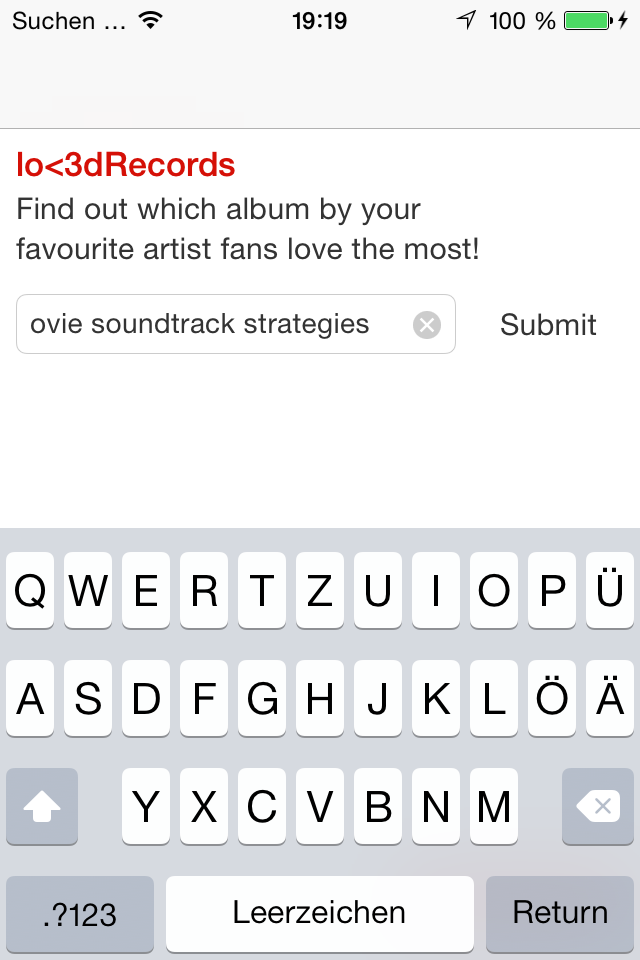 Suchen ... 19:19 100 %
lo<3dRecords
Find out which album by your
favourite artist fans love the most!
ovie soundtrack strategies Submit
Q W E R T Z U I O P Ü
A S D F G H J K L Ö Ä
Y X C V B N M
.?123 Leerzeichen Return